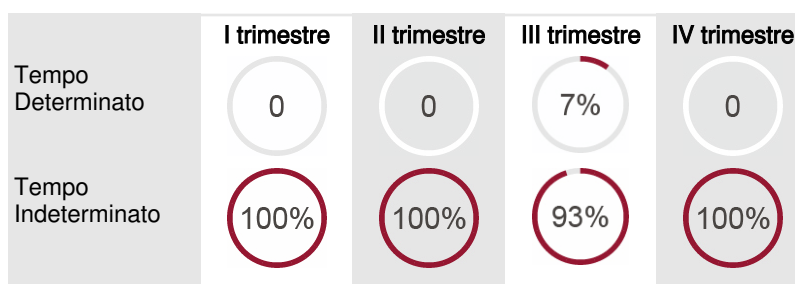 I trimestre II trimestre III trimestre IV trimestre
Tempo
Determinato
0 0 7% 0
Tempo
Indeterminato
100% 100% 93% 100%